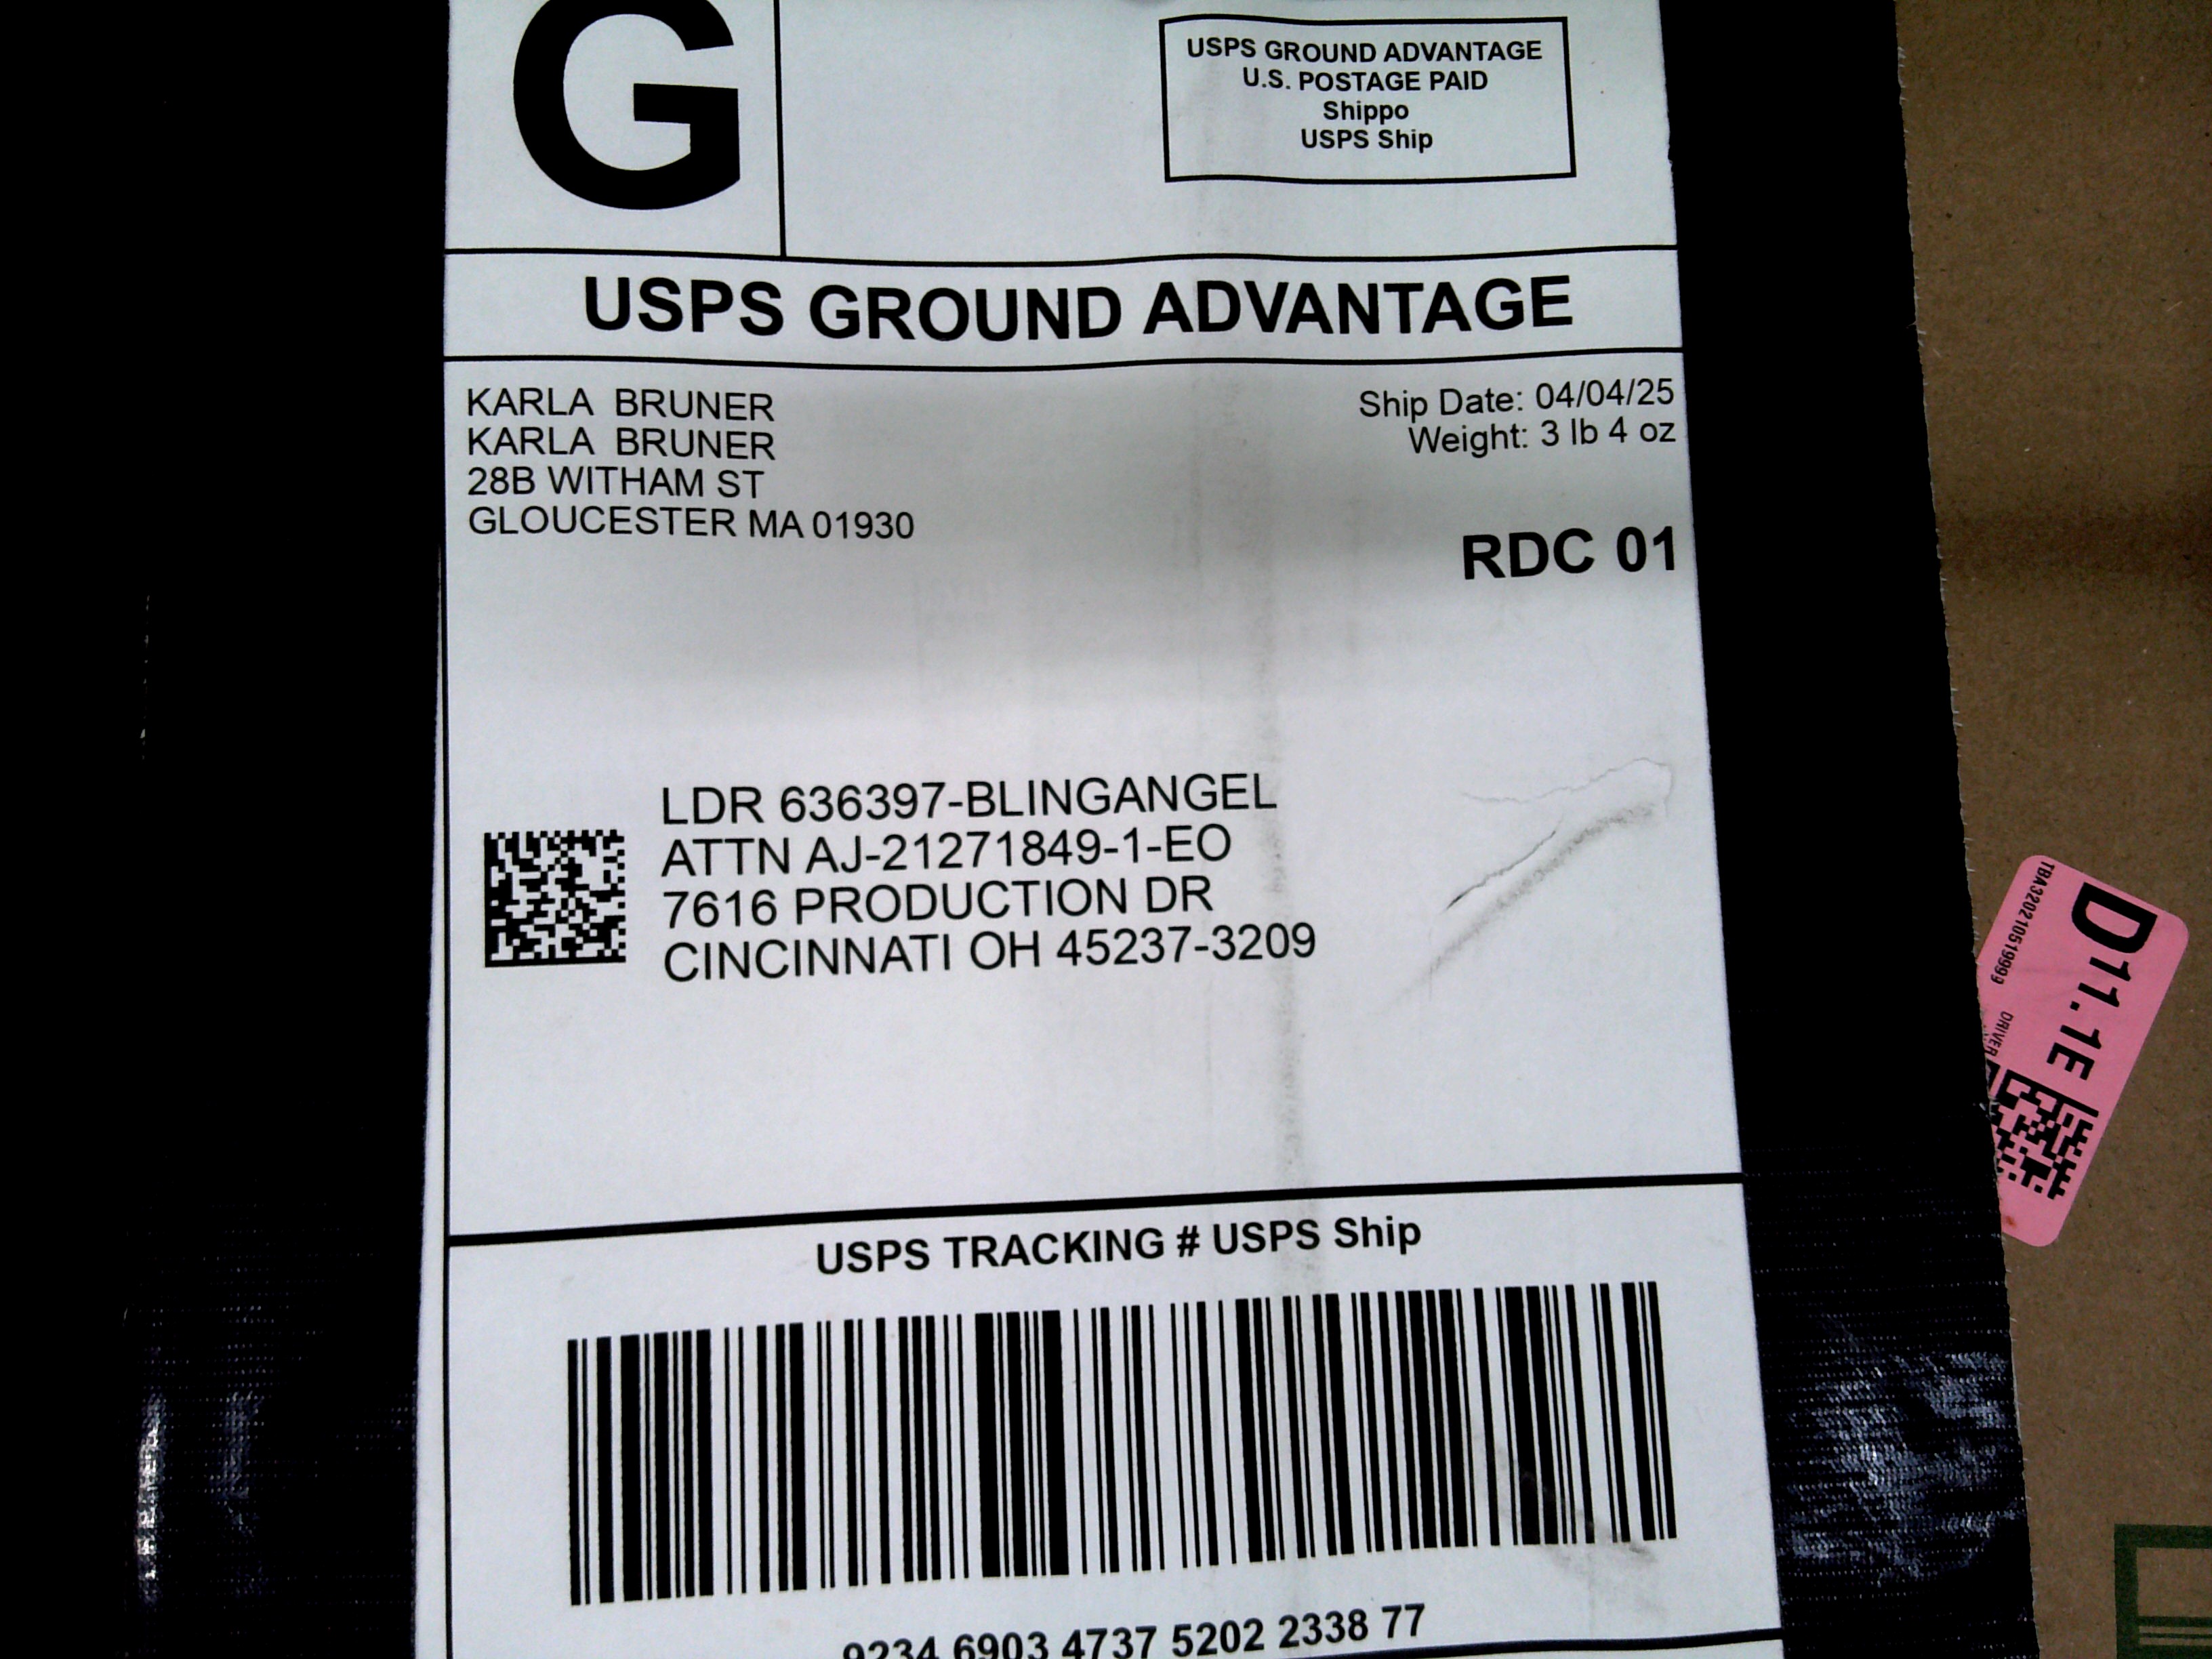 G
USPS GROUND ADVANTAGE
U.S. POSTAGE PAID
Shippo
USPS Ship
USPS GROUND ADVANTAGE
KARLA BRUNER
KARLA BRUNER
28B WITHAM ST
GLOUCESTER MA 01930
Ship Date: 04/04/25
Weight: 3 lb 4 oz
RDC 01
LDR 636397-BLINGANGEL
ATTN AJ-21271849-1-EO
7616 PRODUCTION DR
CINCINNATI OH 45237-3209
USPS TRACKING # USPS Ship
9234 6903 4737 5202 2338 77
D11.1E
TBA320210519999
DRIVER